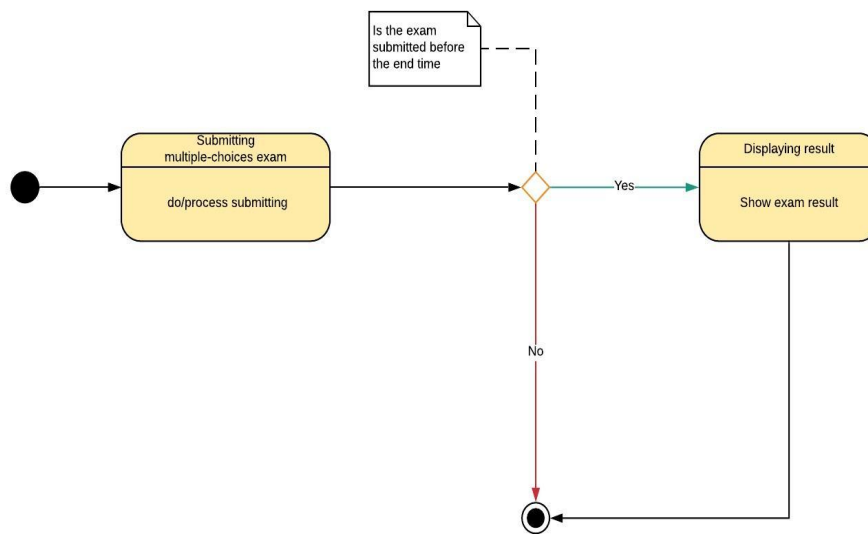 Is the exam
submitted before
the end time
Submitting
multiple-choices exam
do/process submitting
Yes
Displaying result
Show exam result
No